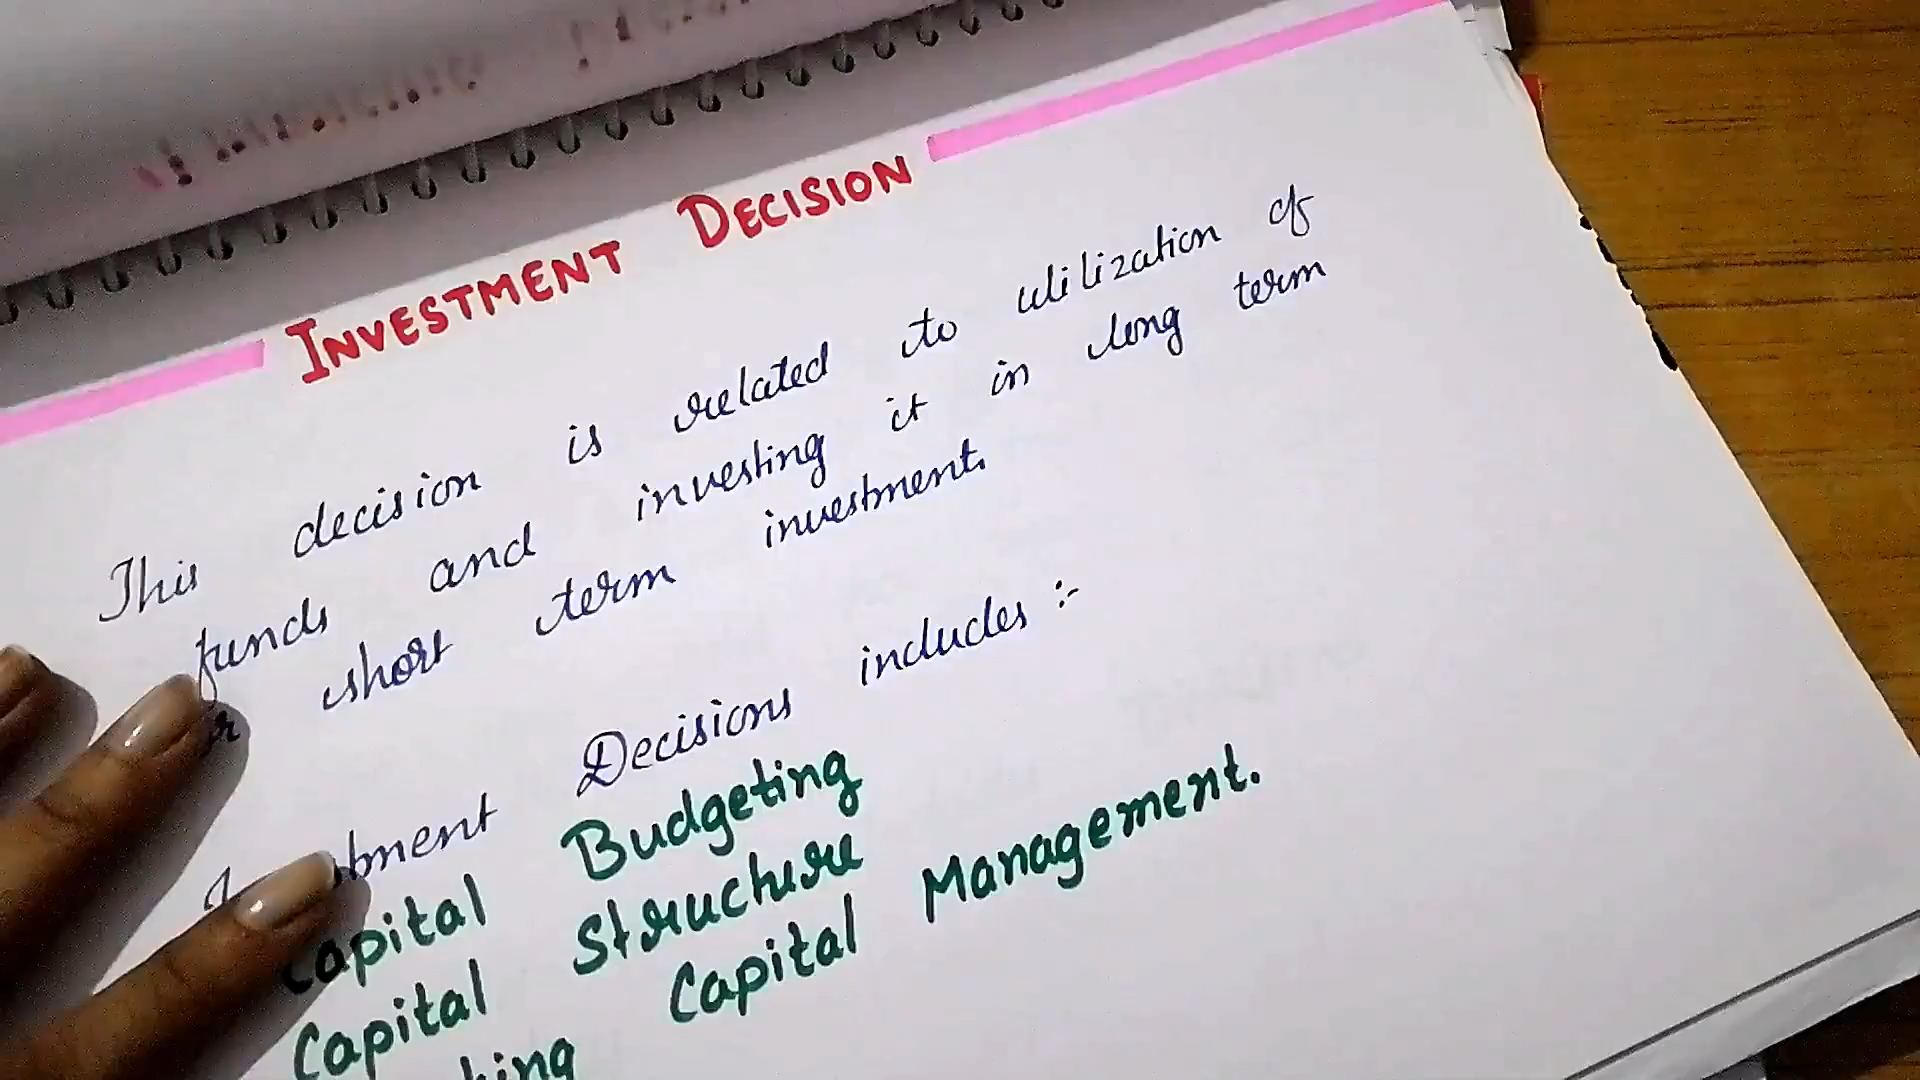 INVESTMENT DECISION
This decision is related to utilization of
funds and investing it in long term
short term investment.
Decisions includes :-
Capital Budgeting
Capital Structure
Capital Management.